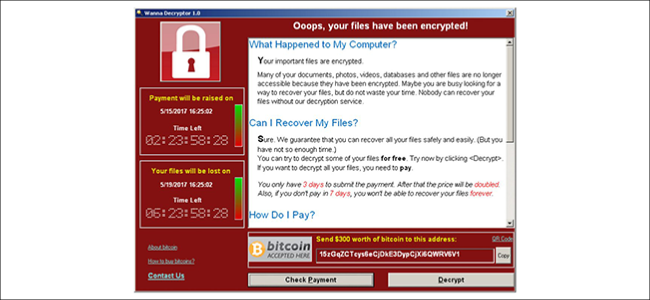 Wanna Decryptor 1.0
Ooops, your files have been encrypted!
Payment will be raised on
5/15/2017 16:25:02
Time Left
02:23:58:28
Your files will be lost on
5/19/2017 16:25:02
Time Left
06:23:58:28
About bitcoin
How to buy bitcoins?
Contact Us
What Happened to My Computer?
Your important files are encrypted.
Many of your documents, photos, videos, databases and other files are no longer
accessible because they have been encrypted. Maybe you are busy looking for a
way to recover your files, but do not waste your time. Nobody can recover your
files without our decryption service.
Can I Recover My Files?
Sure. We guarantee that you can recover all your files safely and easily. (But you
have not so enough time.)
You can try to decrypt some of your files for free. Try now by clicking <Decrypt>.
If you want to decrypt all your files, you need to pay.
You only have 3 days to submit the payment. After that the price will be doubled.
Also, if you don't pay in 7 days, you won't be able to recover your files forever.
How Do I Pay?
bitcoin
ACCEPTED HERE
Send $300 worth of bitcoin to this address:
QR Code
15zGqZCTcys6eCjDkE3DypCjXi6QWRV6V1
Copy
Check Payment
Decrypt